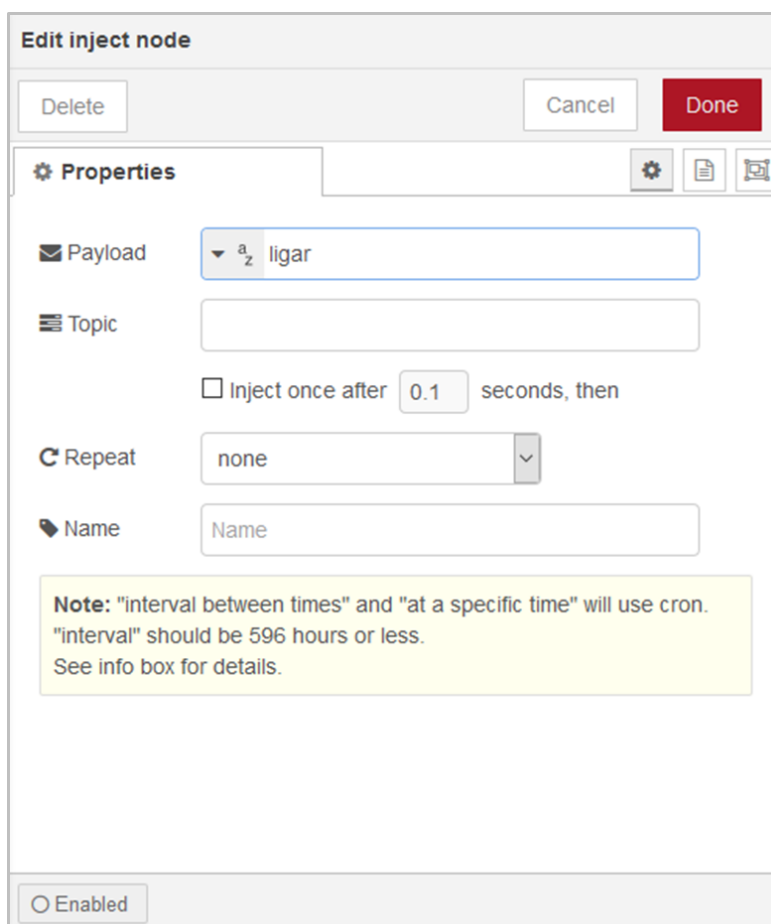 Edit inject node
Delete Cancel Done
Properties
Payload az ligar
Topic
Inject once after 0.1 seconds, then
Repeat none
Name Name
Note: "interval between times" and "at a specific time" will use cron.
"interval" should be 596 hours or less.
See info box for details.
Enabled